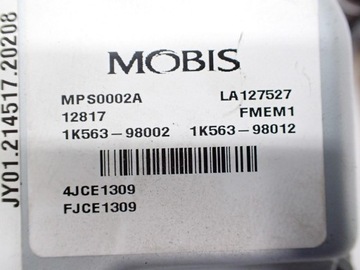 MOBIS
MPS0002A LA127527
12817 FMEM1
1K563-98002 1K563-98012
4JCE1309
FJCE1309
JY01.214517.20208